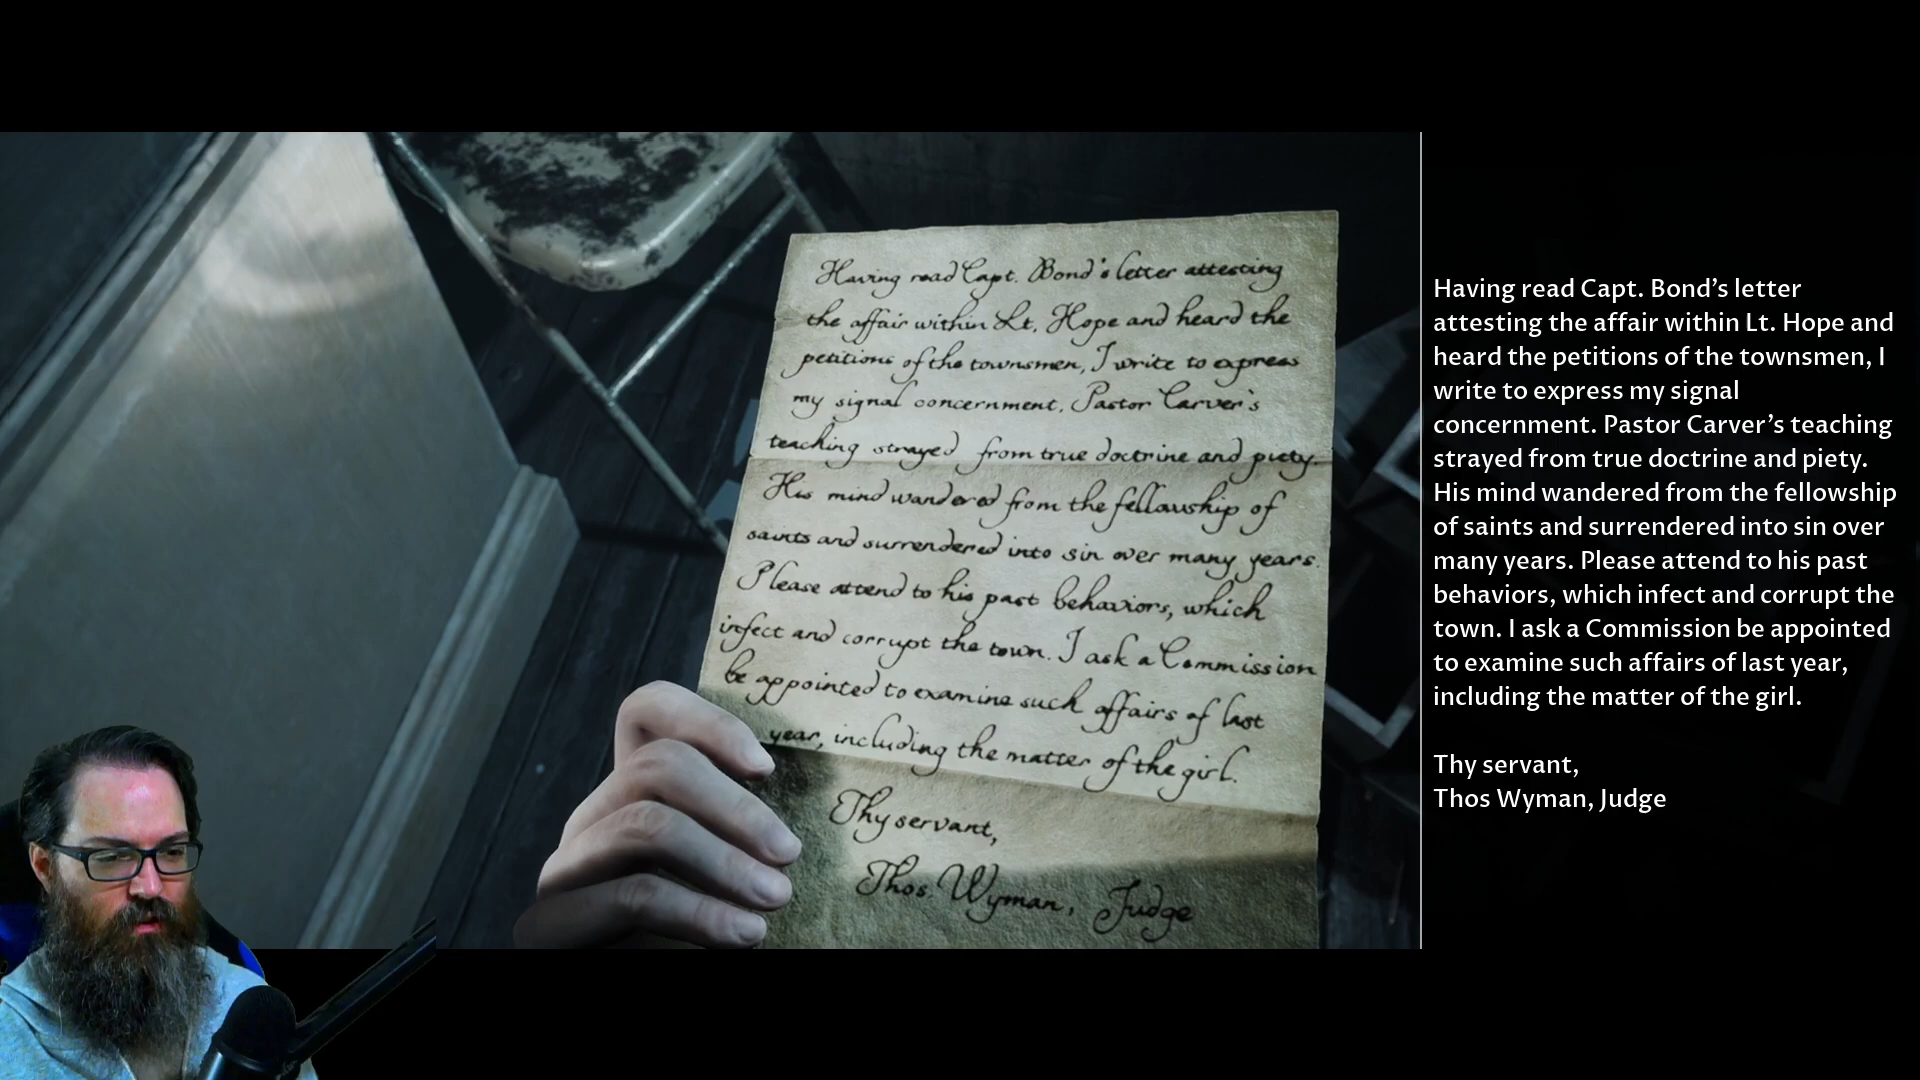 Having read Capt. Bond's letter attesting
the affair within Lt. Hope and heard the
petitions of the townsmen, I write to express
my signal concernment. Pastor Carver's
teaching strayed from true doctrine and piety.
His mind wandered from the fellowship of
saints and surrendered into sin over many years.
Please attend to his past behaviors, which
infect and corrupt the town. I ask a Commission
be appointed to examine such affairs of last
year, including the matter of the girl.
Thy servant,
Thos. Wyman, Judge
Having read Capt. Bond's letter
attesting the affair within Lt. Hope and
heard the petitions of the townsmen, I
write to express my signal
concernment. Pastor Carver's teaching
strayed from true doctrine and piety.
His mind wandered from the fellowship
of saints and surrendered into sin over
many years. Please attend to his past
behaviors, which infect and corrupt the
town. I ask a Commission be appointed
to examine such affairs of last year,
including the matter of the girl.
Thy servant,
Thos Wyman, Judge